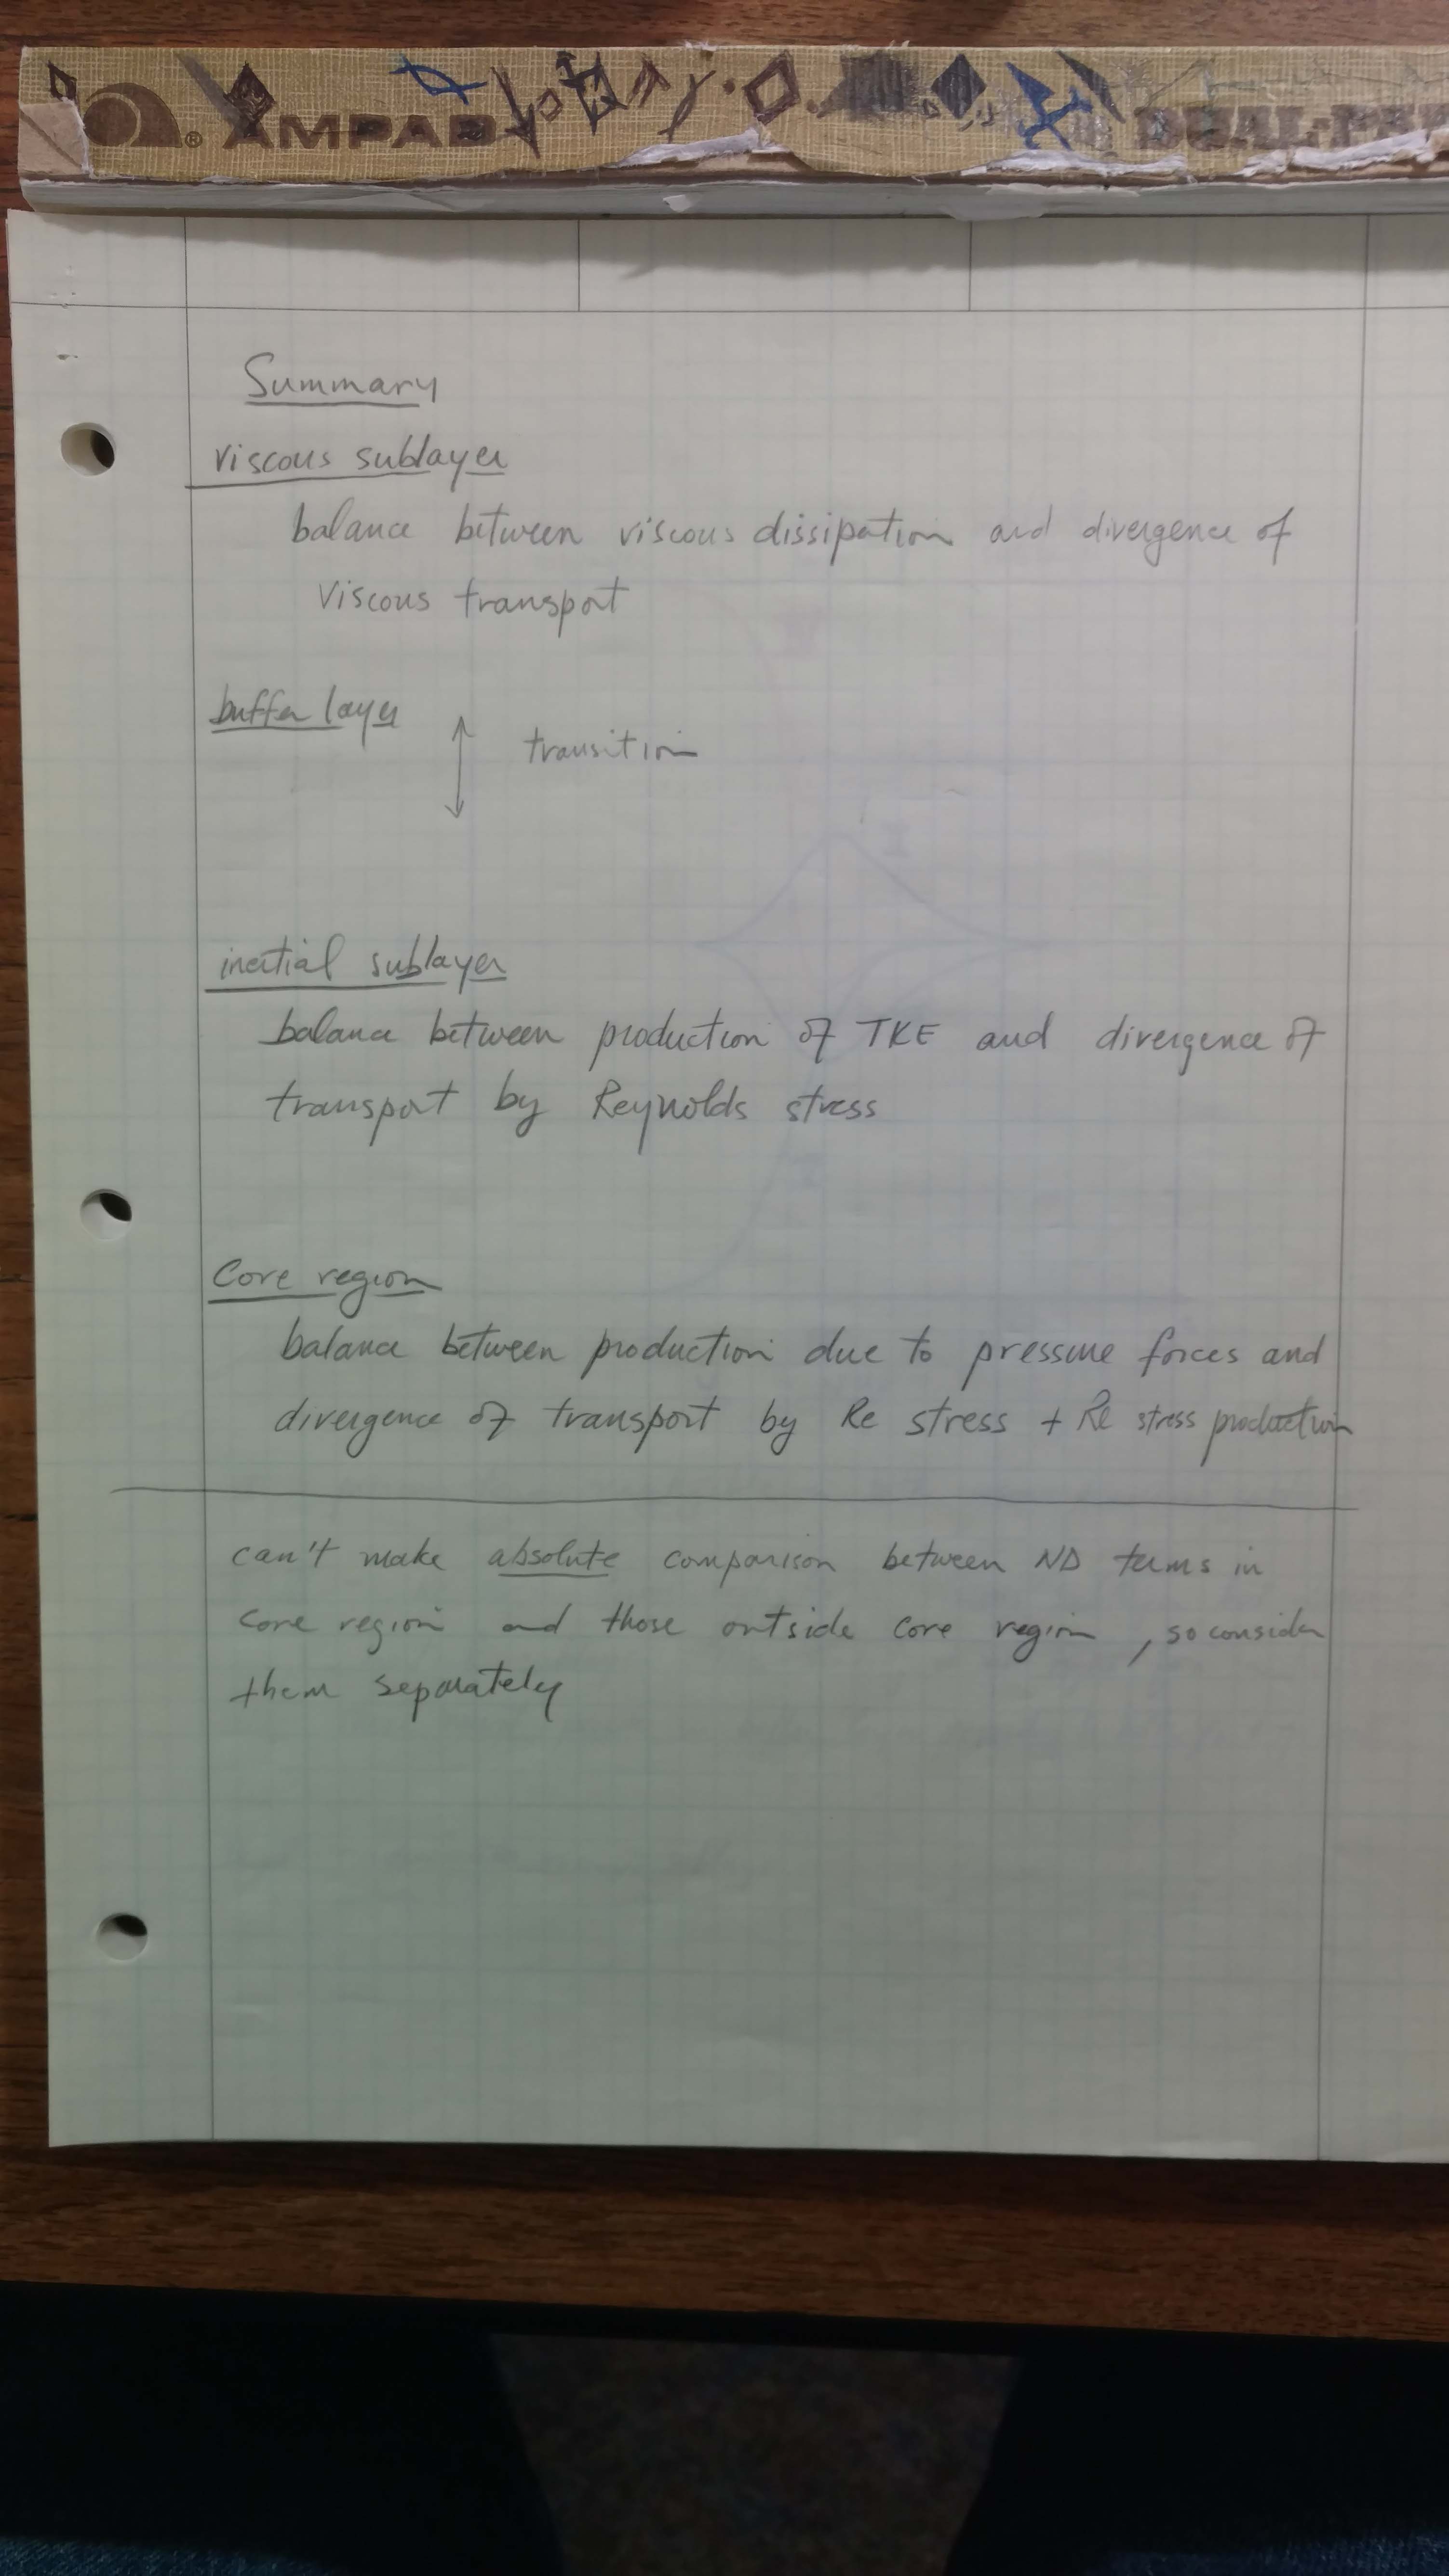 ® AMPAD DUAL-PA
Summary
viscous sublayer
balance between viscous dissipation and divergence of
viscous transport
buffer layer
transition
inertial sublayer
balance between production of TKE and divergence of
transport by Reynolds stress
Core region
balance between production due to pressure forces and
divergence of transport by Re stress + Re stress production
can't make absolute comparison between ND terms in
core region and those outside core region, so consider
them separately